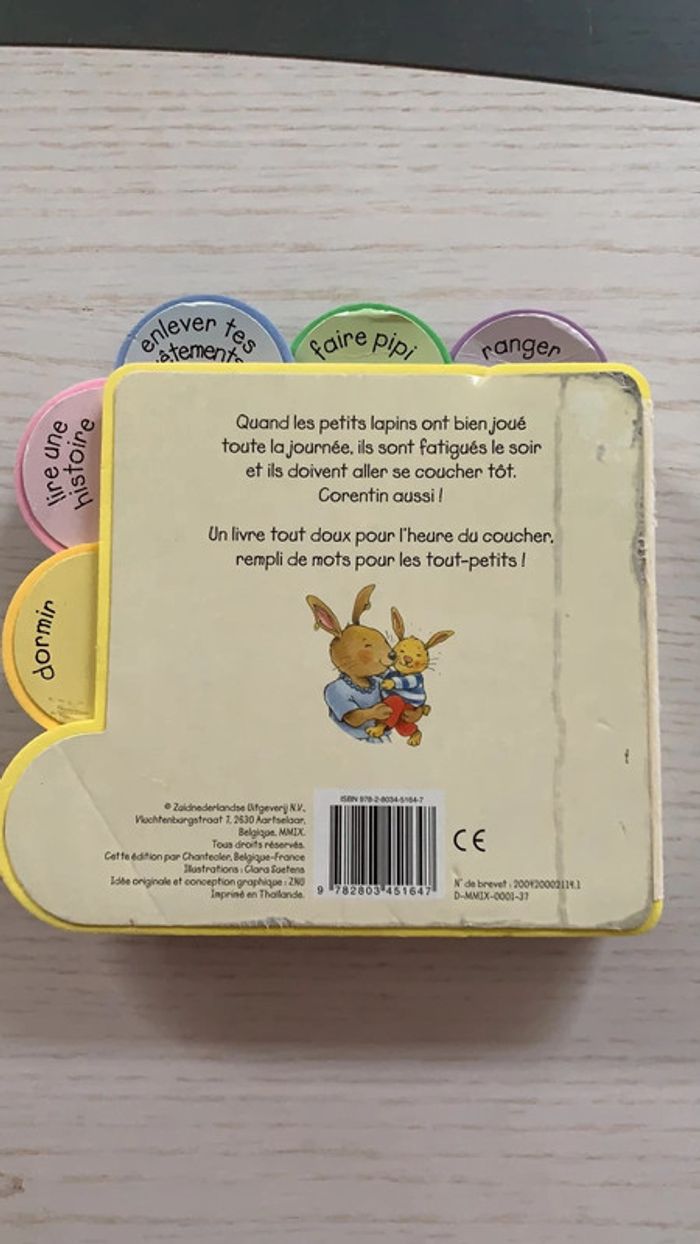 enlever tes
vêtements
faire pipi
ranger
lire une
histoire
dormir
Quand les petits lapins ont bien joué
toute la journée, ils sont fatigués le soir
et ils doivent aller se coucher tôt.
Corentin aussi !
Un livre tout doux pour l'heure du coucher,
rempli de mots pour les tout-petits !
© Zuidnederlandse Uitgeverij N.V.,
Vluchtenburgstraat 7, 2630 Aartselaar,
Belgique, MMIX.
Tous droits réservés.
Cette édition par Chantecler, Belgique-France
Illustrations : Clara Suetens
Idée originale et conception graphique : ZNU
Imprimé en Thaïlande.
ISBN 978-2-8034-5164-7
9 782803 451647
CE
N° de brevet : 200920002114.1
D-MMIX-0001-37